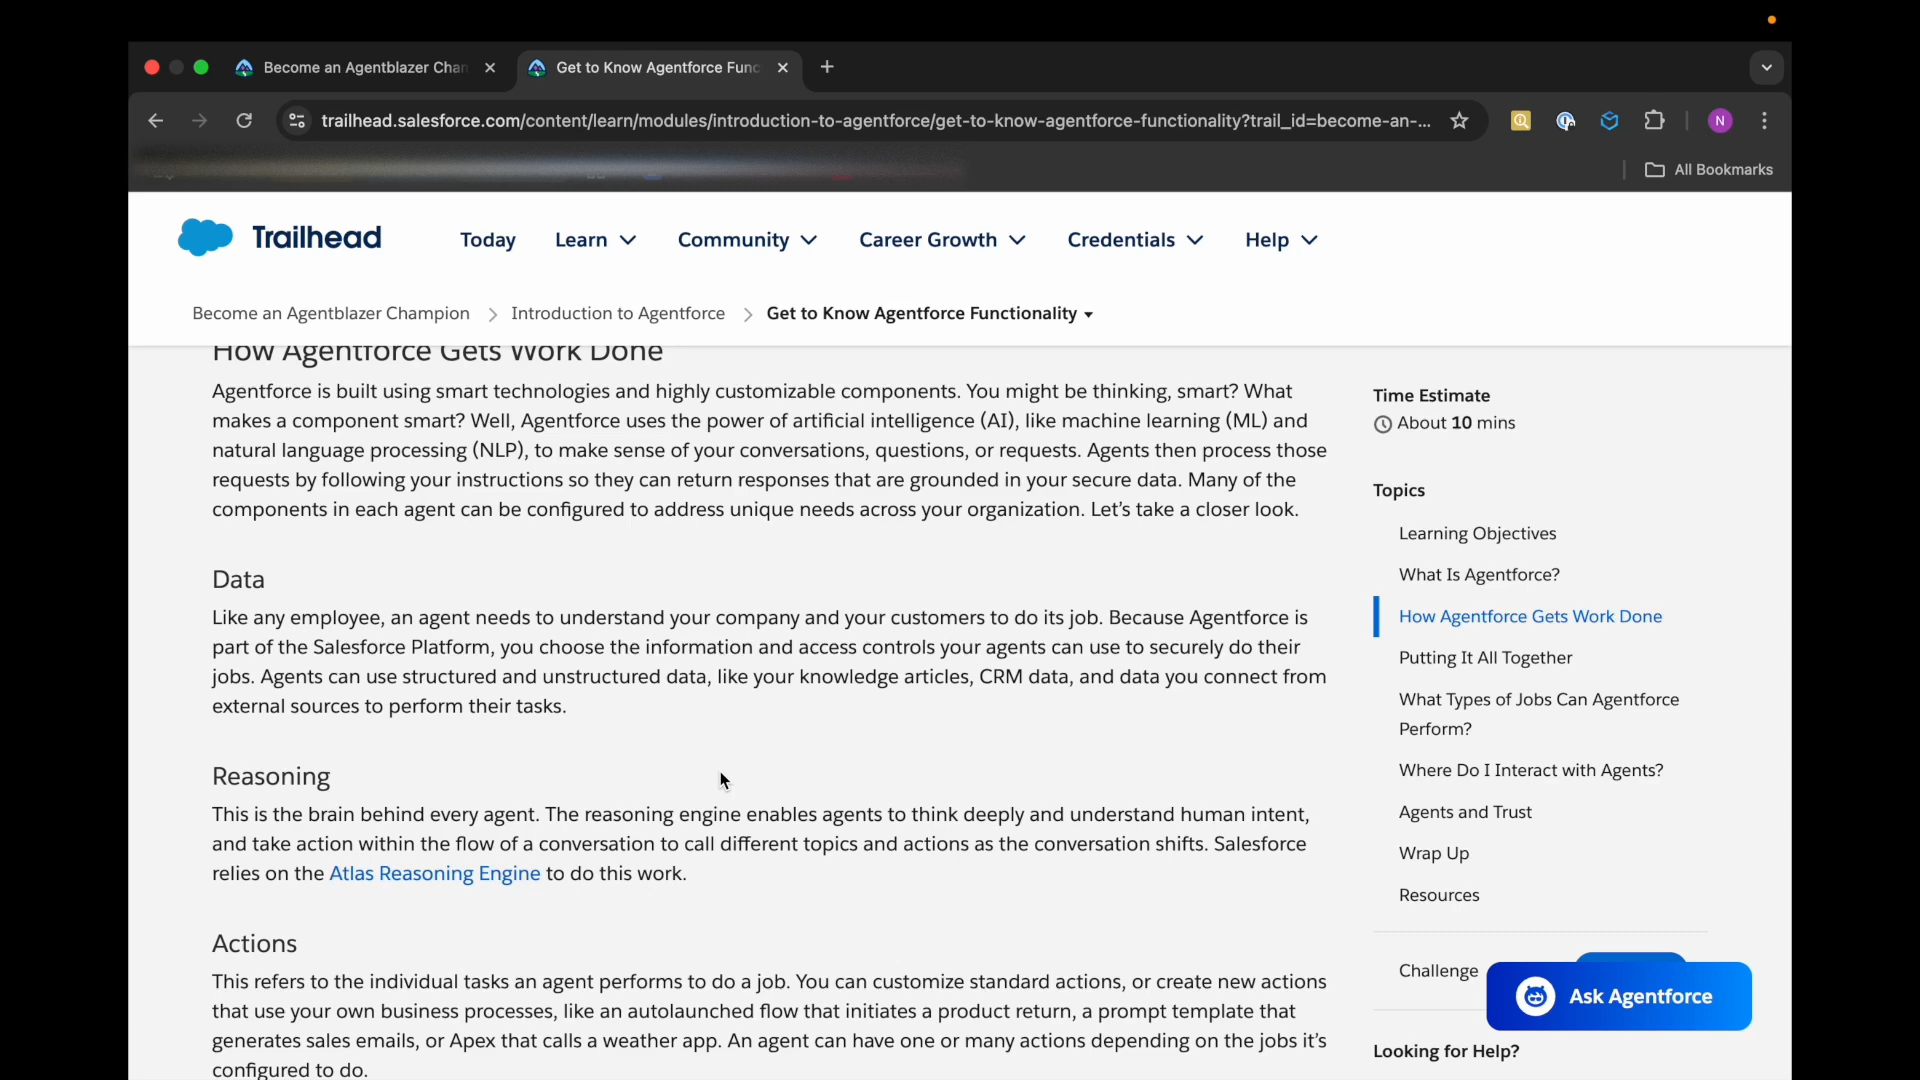 Become an Agentblazer Chan
Get to Know Agentforce Func
trailhead.salesforce.com/content/learn/modules/introduction-to-agentforce/get-to-know-agentforce-functionality?trail_id=become-an-...
N
All Bookmarks
Trailhead
Today
Learn
Community
Career Growth
Credentials
Help
Become an Agentblazer Champion
Introduction to Agentforce
Get to Know Agentforce Functionality
How Agentforce Gets Work Done
Agentforce is built using smart technologies and highly customizable components. You might be thinking, smart? What
makes a component smart? Well, Agentforce uses the power of artificial intelligence (AI), like machine learning (ML) and
natural language processing (NLP), to make sense of your conversations, questions, or requests. Agents then process those
requests by following your instructions so they can return responses that are grounded in your secure data. Many of the
components in each agent can be configured to address unique needs across your organization. Let’s take a closer look.
Data
Like any employee, an agent needs to understand your company and your customers to do its job. Because Agentforce is
part of the Salesforce Platform, you choose the information and access controls your agents can use to securely do their
jobs. Agents can use structured and unstructured data, like your knowledge articles, CRM data, and data you connect from
external sources to perform their tasks.
Reasoning
This is the brain behind every agent. The reasoning engine enables agents to think deeply and understand human intent,
and take action within the flow of a conversation to call different topics and actions as the conversation shifts. Salesforce
relies on the Atlas Reasoning Engine to do this work.
Actions
This refers to the individual tasks an agent performs to do a job. You can customize standard actions, or create new actions
that use your own business processes, like an autolaunched flow that initiates a product return, a prompt template that
generates sales emails, or Apex that calls a weather app. An agent can have one or many actions depending on the jobs it’s
configured to do.
Time Estimate
About 10 mins
Topics
Learning Objectives
What Is Agentforce?
How Agentforce Gets Work Done
Putting It All Together
What Types of Jobs Can Agentforce
Perform?
Where Do I Interact with Agents?
Agents and Trust
Wrap Up
Resources
Challenge
Ask Agentforce
Looking for Help?